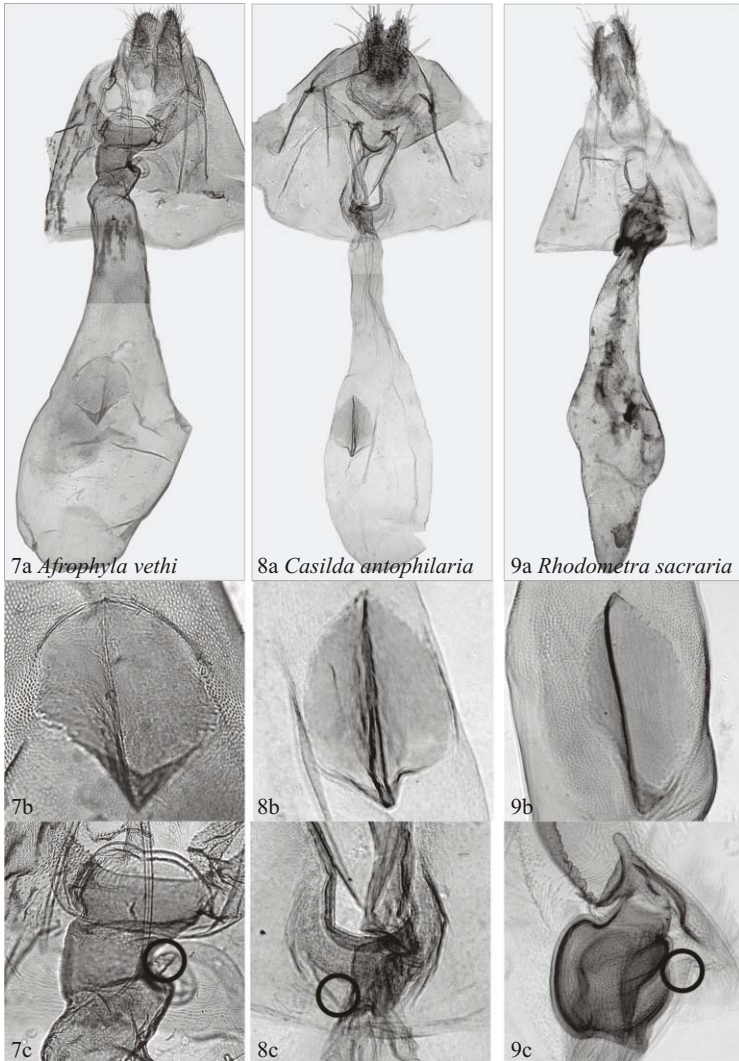 7a Afrophyla vethi
8a Casilda antophilaria
9a Rhodometra sacraria
7b
8b
9b
7c
8c
9c